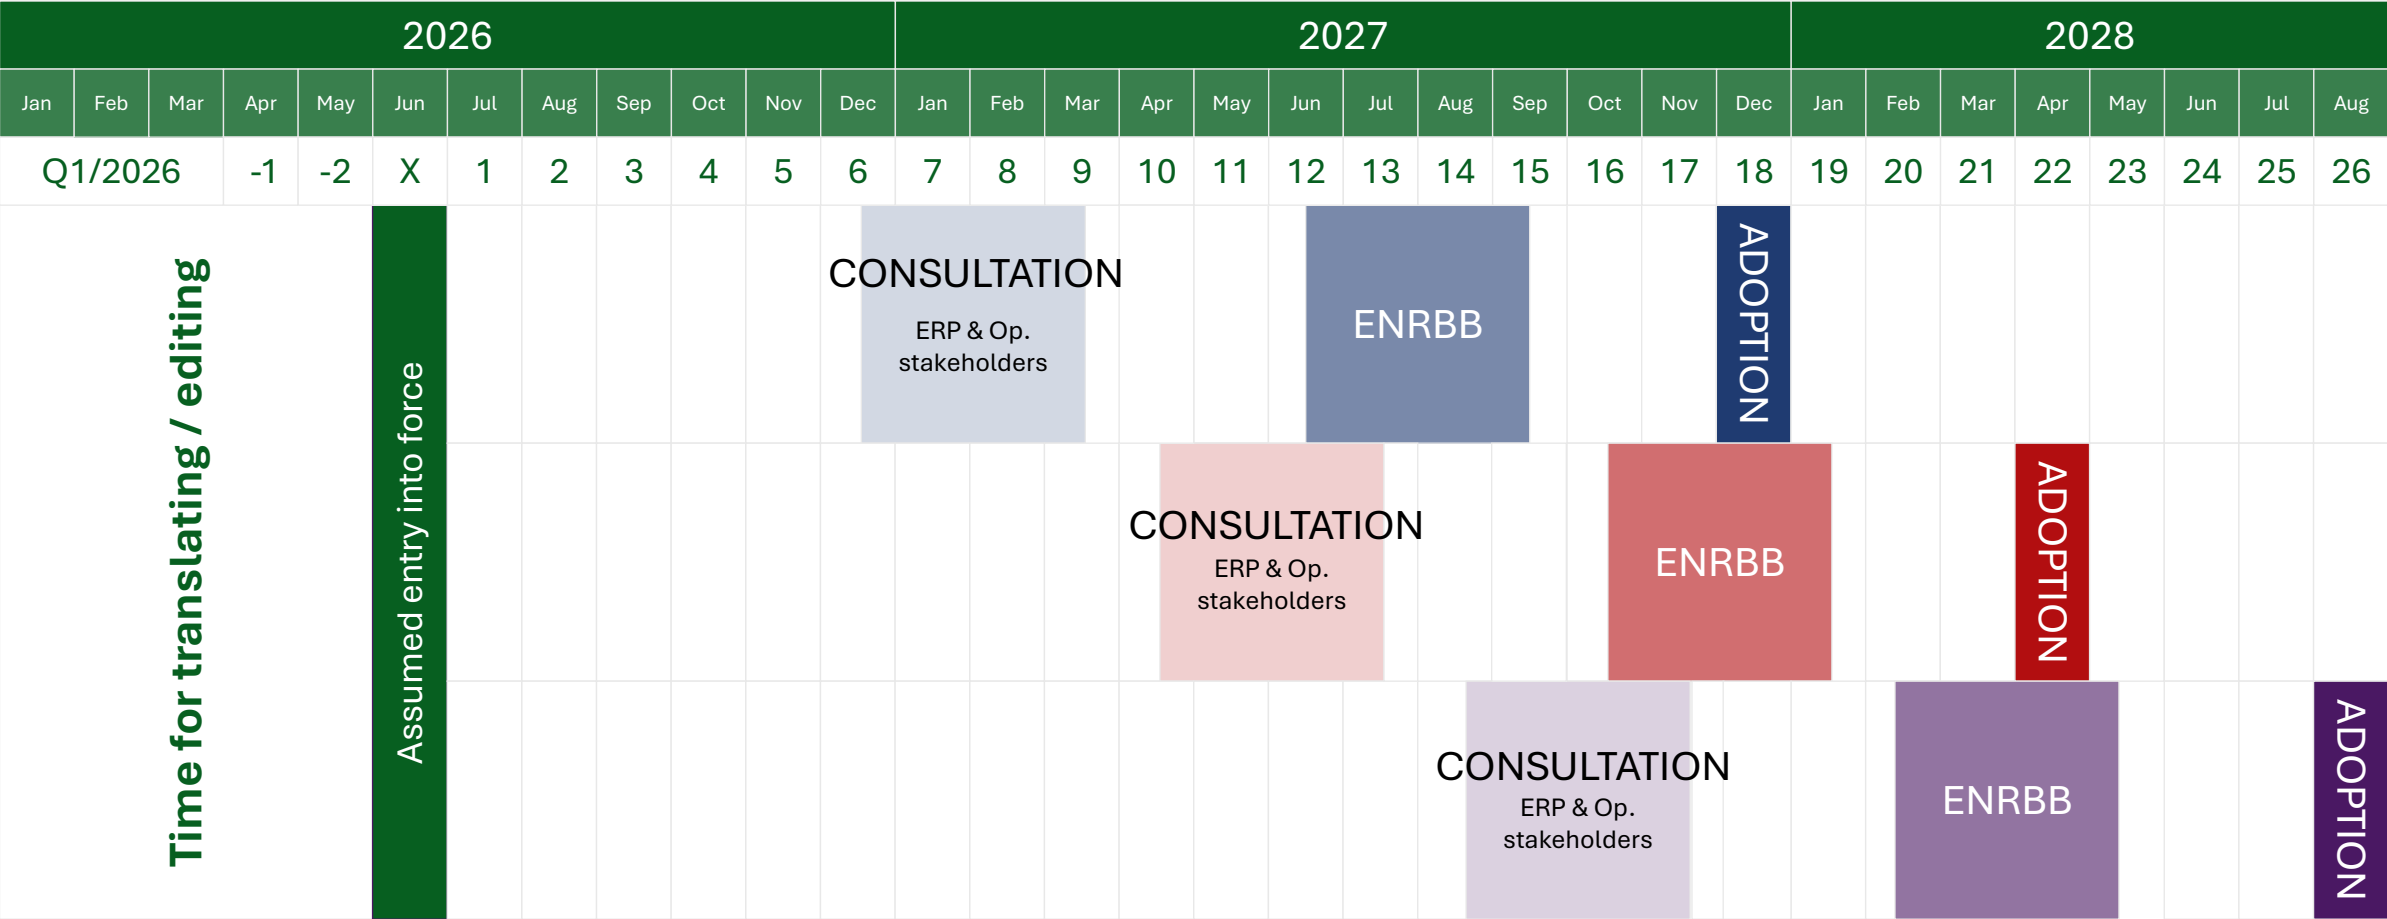 2026 2027 2028
Jan Feb Mar Apr May Jun Jul Aug Sep Oct Nov Dec Jan Feb Mar Apr May Jun Jul Aug Sep Oct Nov Dec Jan Feb Mar Apr May Jun Jul Aug
Q1/2026 -1 -2 X 1 2 3 4 5 6 7 8 9 10 11 12 13 14 15 16 17 18 19 20 21 22 23 24 25 26
Time for translating / editing
Assumed entry into force
CONSULTATION
ERP & Op.
stakeholders
ENRBB
ADOPTION
CONSULTATION
ERP & Op.
stakeholders
ENRBB
ADOPTION
CONSULTATION
ERP & Op.
stakeholders
ENRBB
ADOPTION